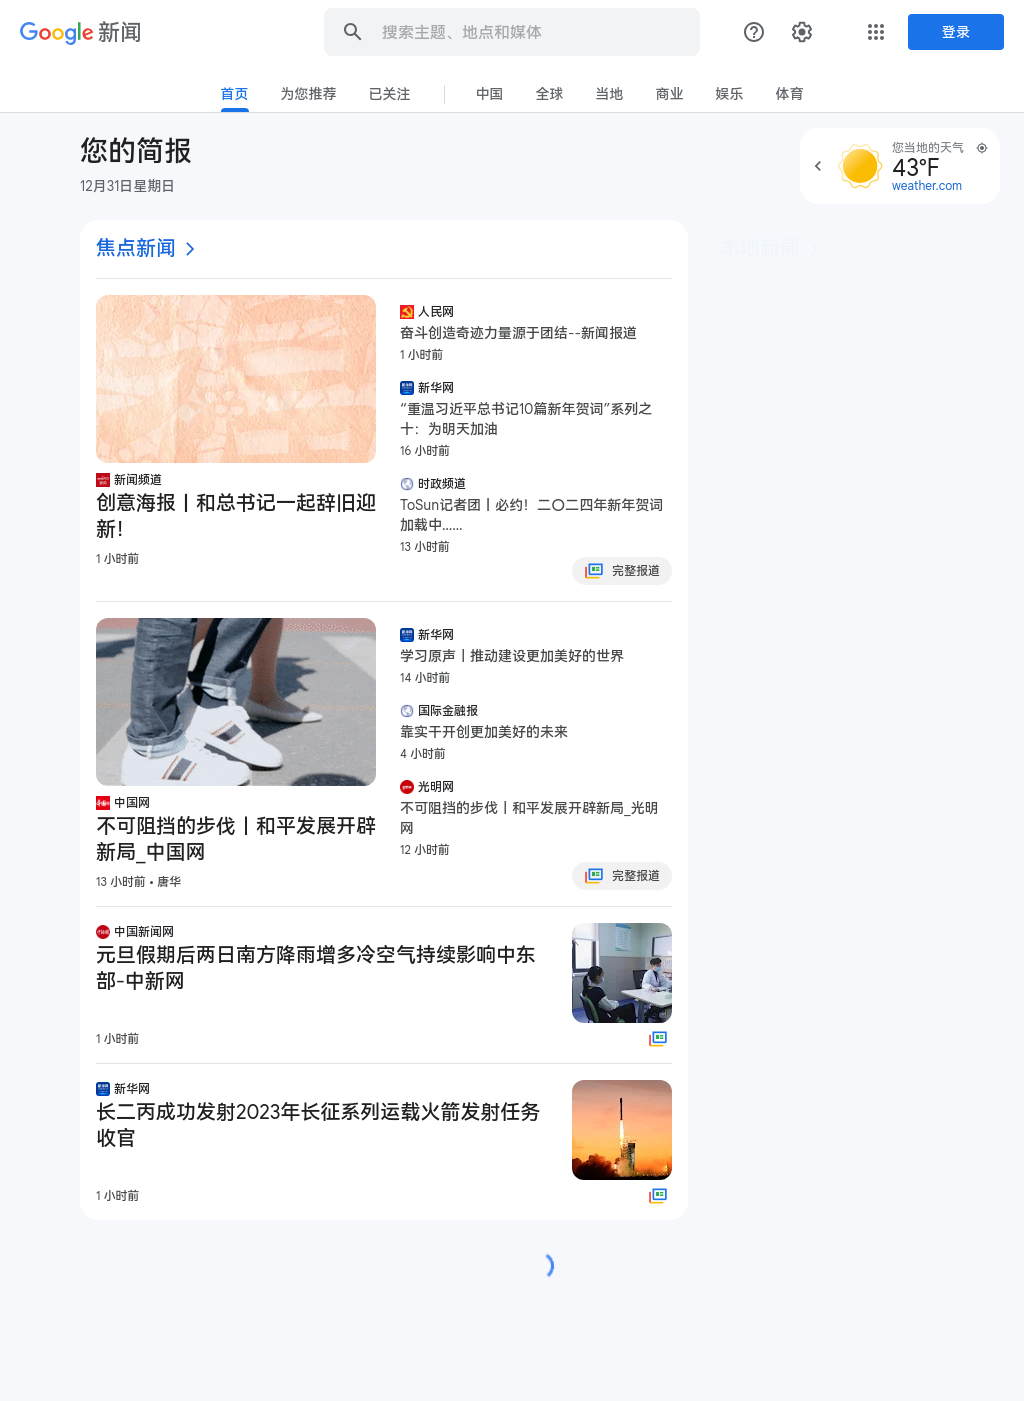 Google 新闻
搜索主题、地点和媒体
登录
首页
为您推荐
已关注
中国
全球
当地
商业
娱乐
体育
您的简报
12月31日星期日
您当地的天气
43°F
weather.com
焦点新闻
本地新闻
新闻频道
创意海报丨和总书记一起辞旧迎
新！
1 小时前
人民网
奋斗创造奇迹力量源于团结--新闻报道
1 小时前
新华网
“重温习近平总书记10篇新年贺词”系列之
十：为明天加油
16 小时前
时政频道
ToSun记者团丨必约！二〇二四年新年贺词
加载中……
13 小时前
完整报道
中国网
不可阻挡的步伐丨和平发展开辟
新局_中国网
13 小时前 • 唐华
新华网
学习原声丨推动建设更加美好的世界
14 小时前
国际金融报
靠实干开创更加美好的未来
4 小时前
光明网
不可阻挡的步伐丨和平发展开辟新局_光明
网
12 小时前
完整报道
中国新闻网
元旦假期后两日南方降雨增多冷空气持续影响中东
部-中新网
1 小时前
新华网
长二丙成功发射2023年长征系列运载火箭发射任务
收官
1 小时前